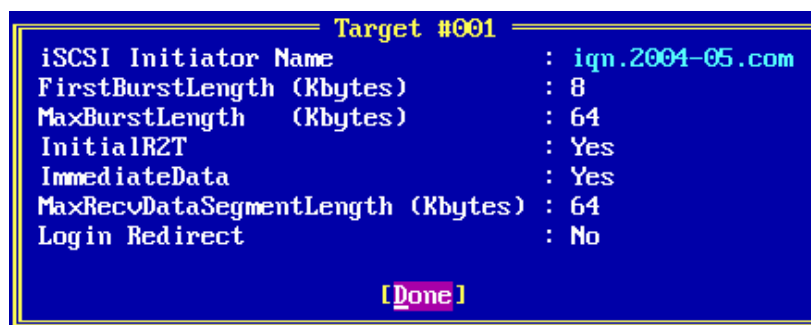 Target #001
iSCSI Initiator Name : iqn.2004-05.com
FirstBurstLength (Kbytes) : 8
MaxBurstLength (Kbytes) : 64
InitialR2T : Yes
ImmediateData : Yes
MaxRecvDataSegmentLength (Kbytes) : 64
Login Redirect : No
[Done]